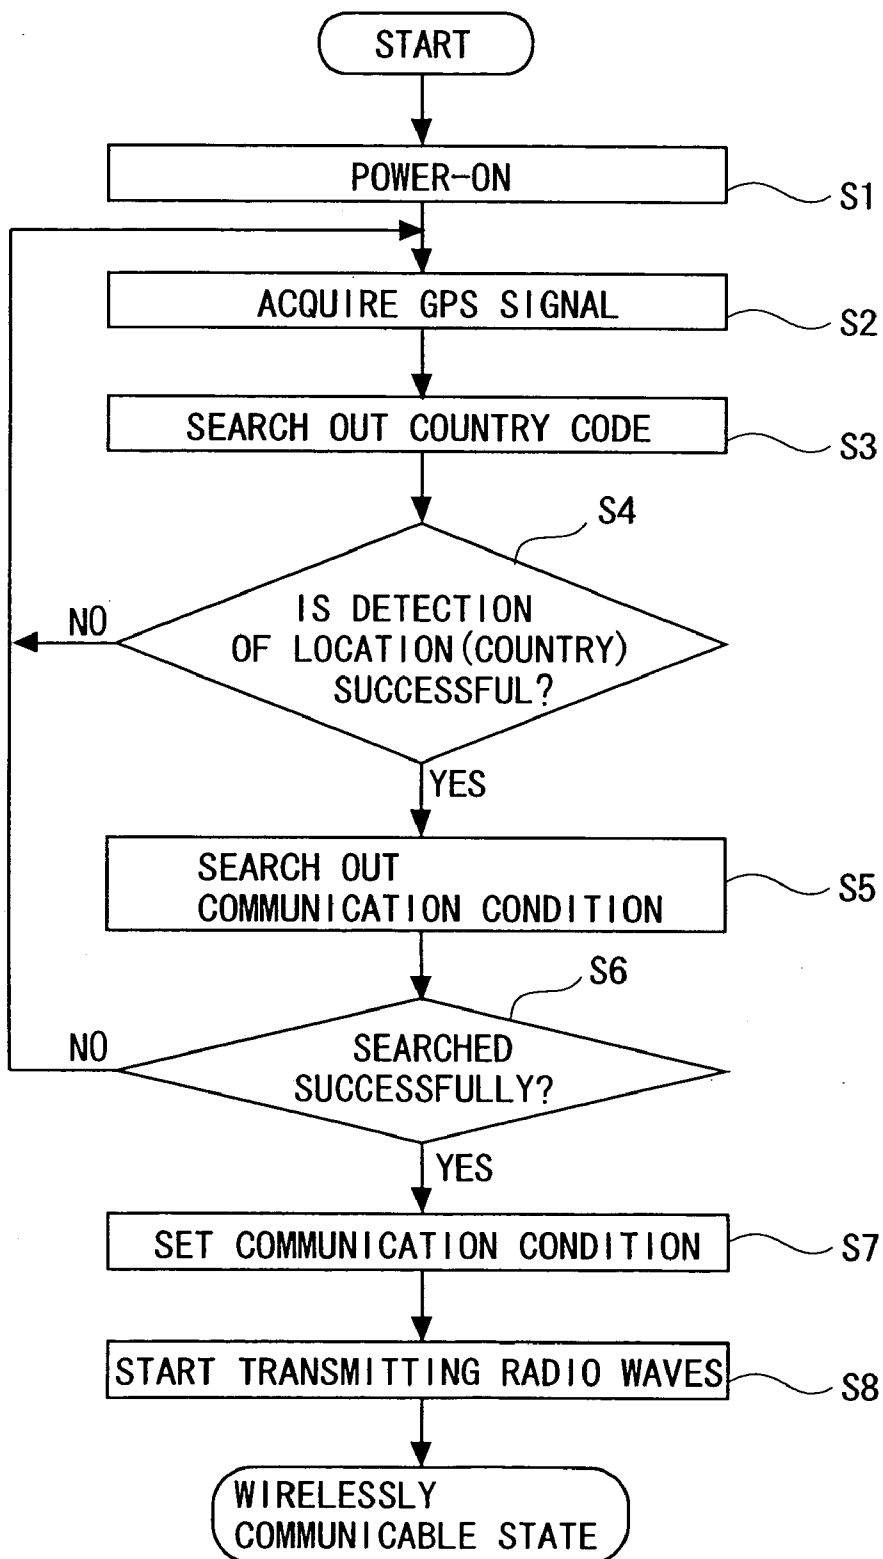 START
POWER-ON
S1
ACQUIRE GPS SIGNAL
S2
SEARCH OUT COUNTRY CODE
S3
S4
IS DETECTION
OF LOCATION (COUNTRY)
SUCCESSFUL?
NO
YES
SEARCH OUT
COMMUNICATION CONDITION
S5
S6
SEARCHED
SUCCESSFULLY?
NO
YES
SET COMMUNICATION CONDITION
S7
START TRANSMITTING RADIO WAVES
S8
WIRELESSLY
COMMUNICABLE STATE